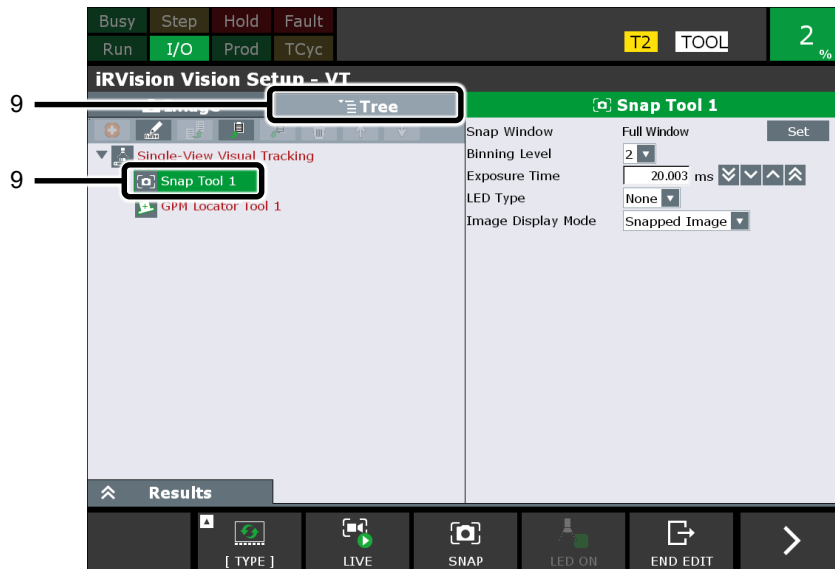 Busy Step Hold Fault
Run I/O Prod TCyc
T2 TOOL
2 %
iRVision Vision Setup - VT
9
Image
Tree
Snap Tool 1
Snap Window Full Window Set
Single-View Visual Tracking
Binning Level 2
9
Snap Tool 1
Exposure Time 20.003 ms
GPM Locator Tool 1
LED Type None
Image Display Mode Snapped Image
Results
[ TYPE ] LIVE SNAP LED ON END EDIT